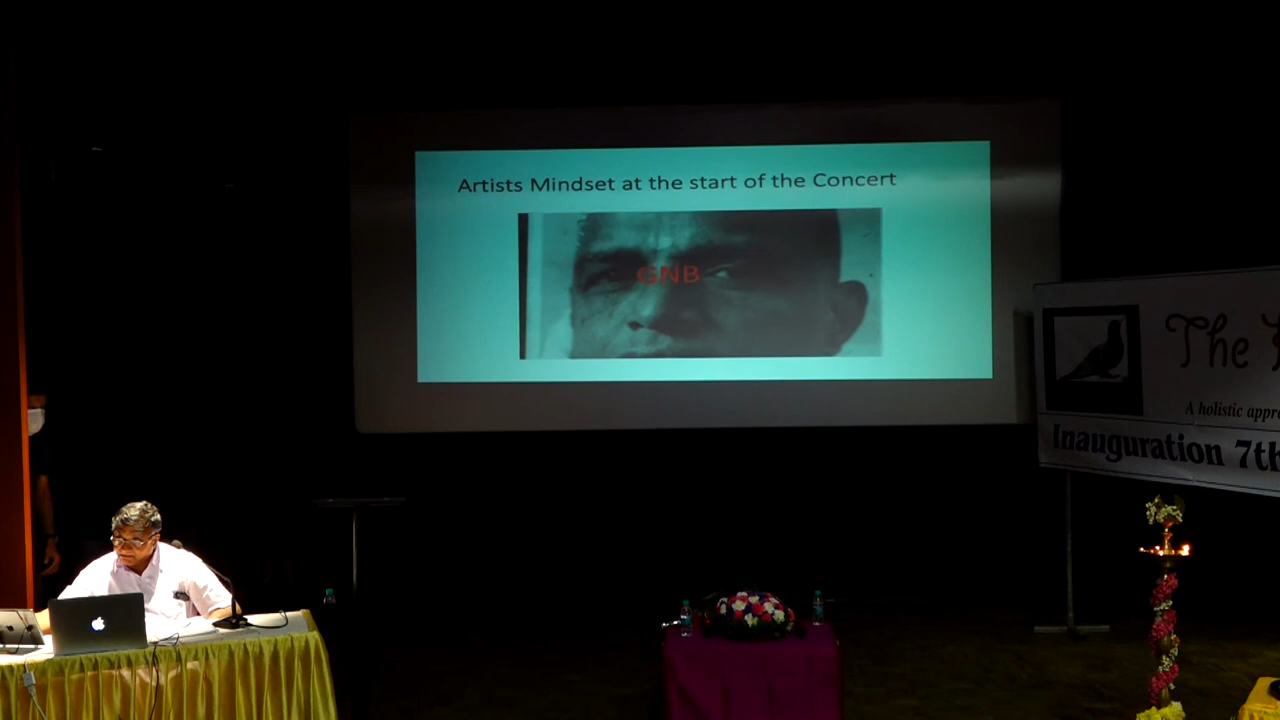 Artists Mindset at the start of the Concert
GNB
The
A holistic appr
Inauguration 7th